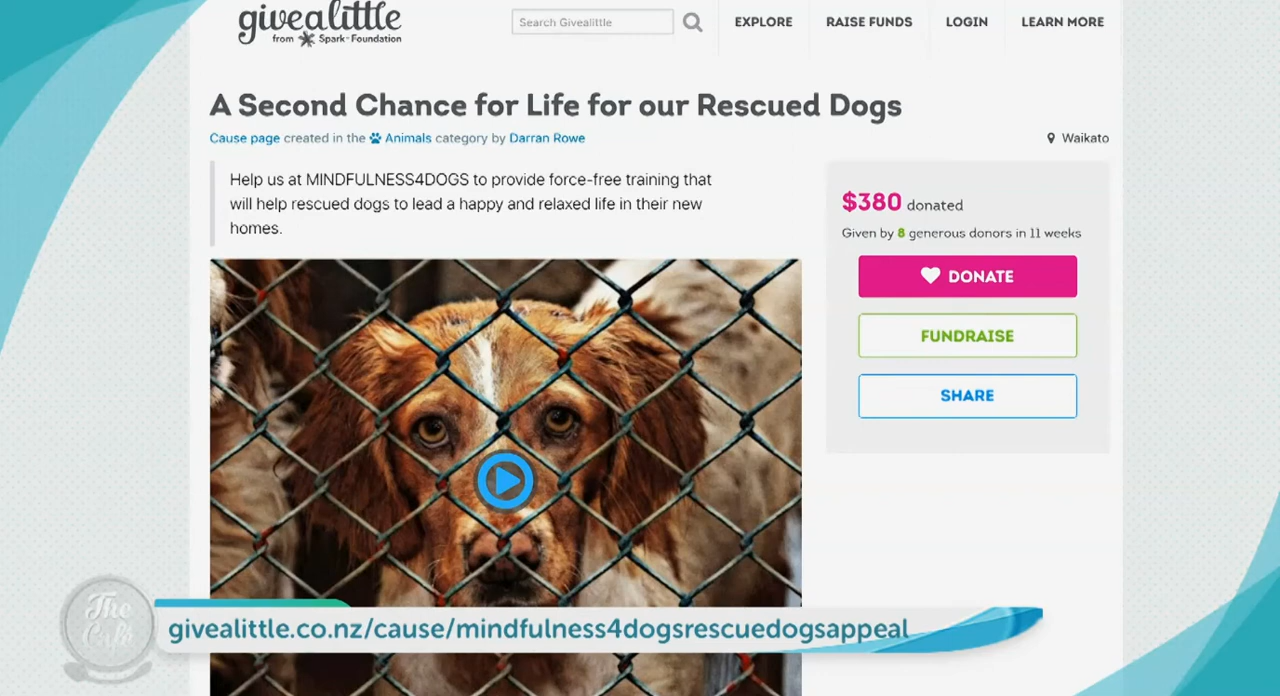 givealittle
from Spark Foundation
Search Givealittle
EXPLORE
RAISE FUNDS
LOGIN
LEARN MORE
A Second Chance for Life for our Rescued Dogs
Cause page created in the Animals category by Darran Rowe
Waikato
Help us at MINDFULNESS4DOGS to provide force-free training that
will help rescued dogs to lead a happy and relaxed life in their new
homes.
$380 donated
Given by 8 generous donors in 11 weeks
DONATE
FUNDRAISE
SHARE
The
Café
givealittle.co.nz/cause/mindfulness4dogsrescuedogsappeal